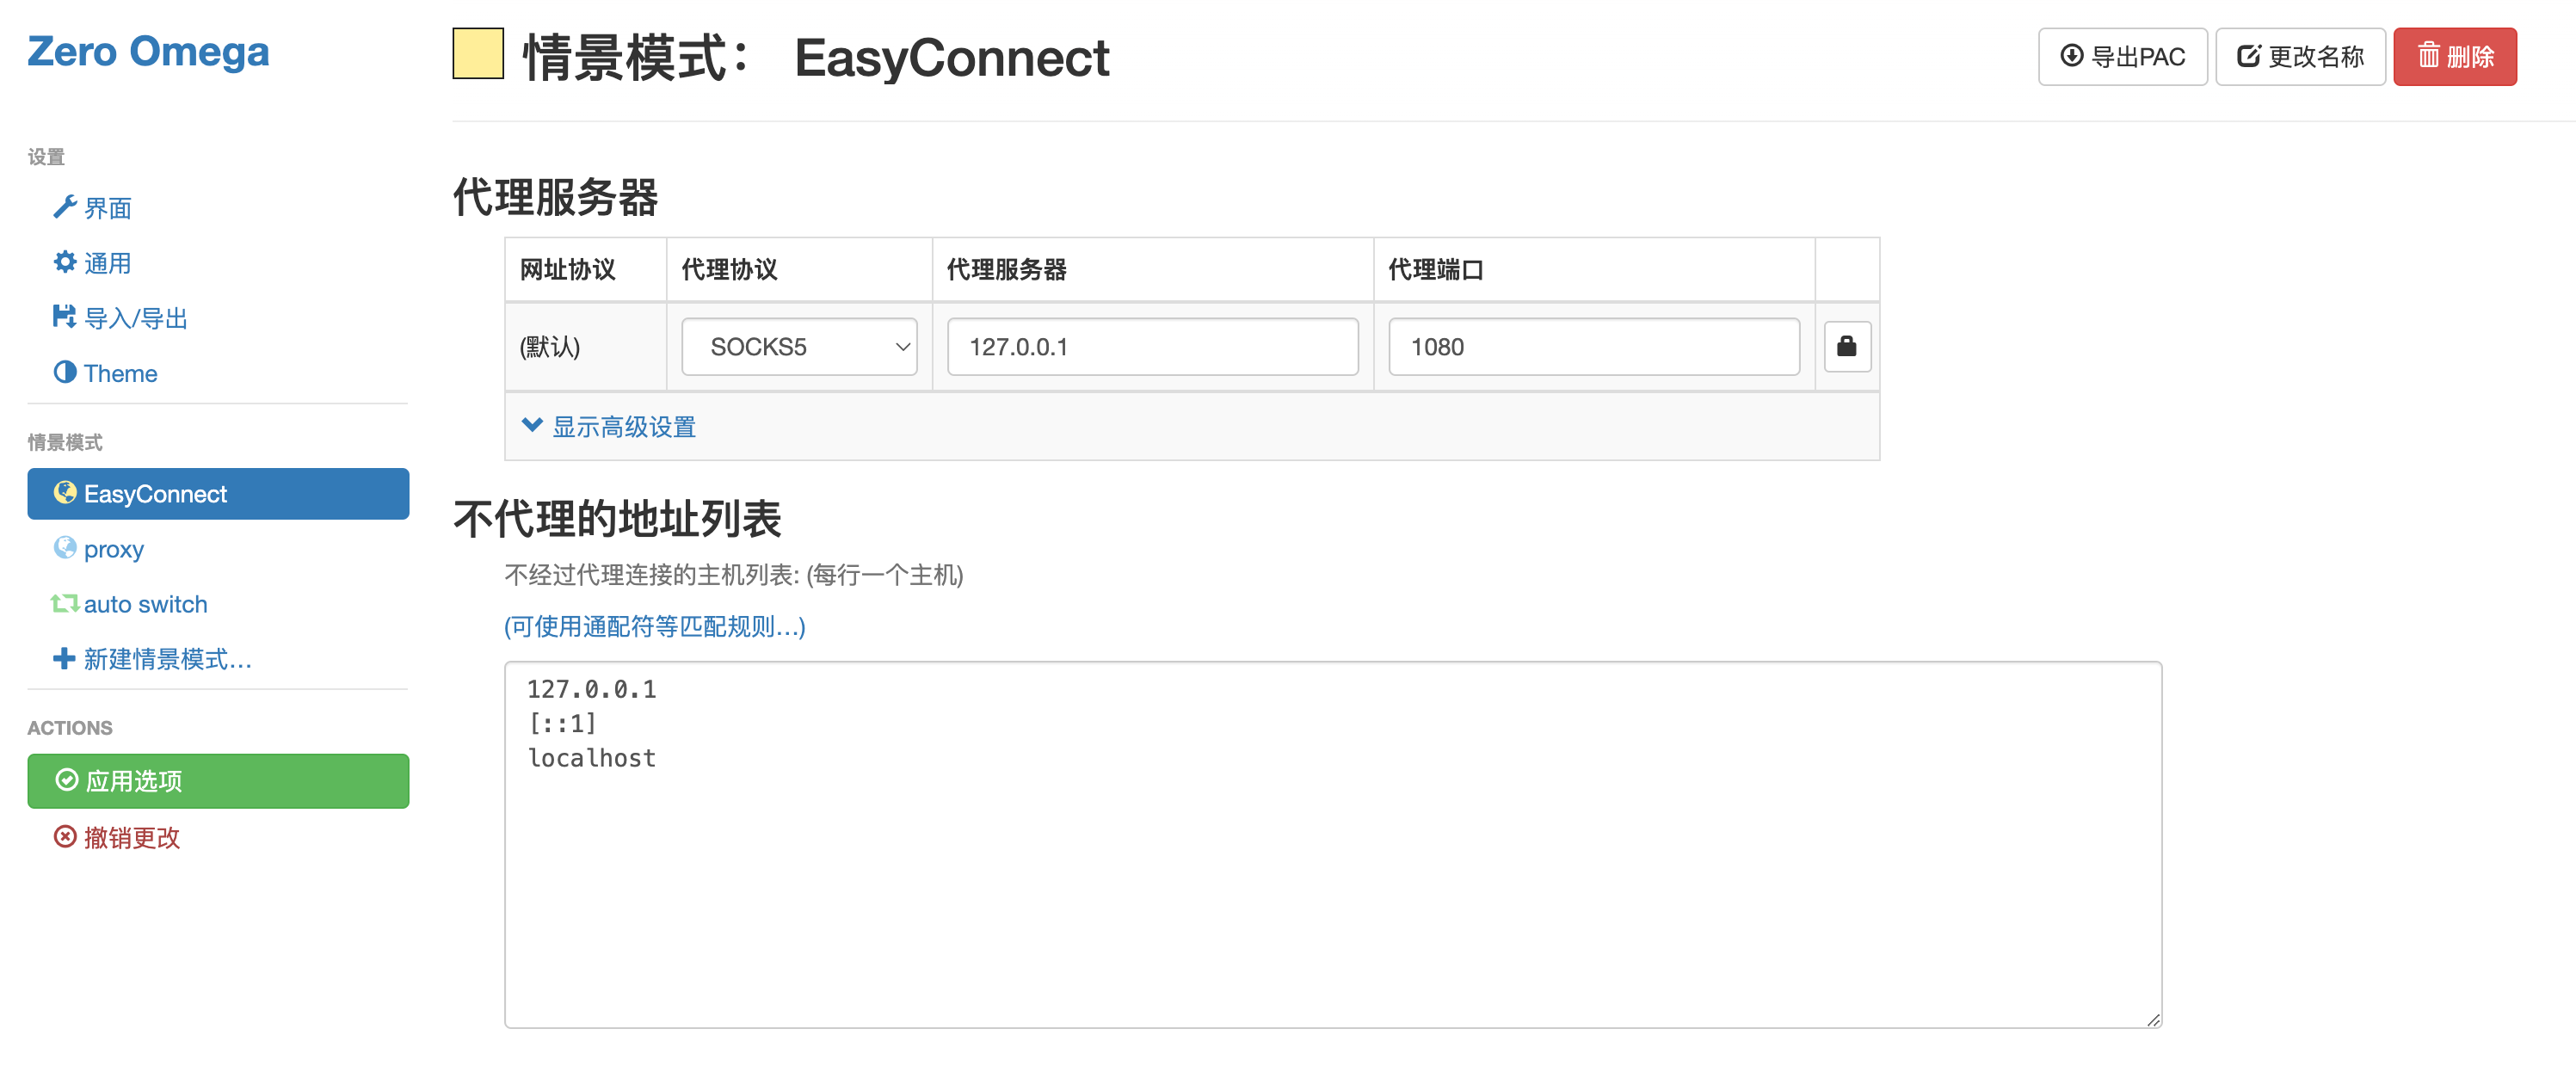 Zero Omega
设置
界面
通用
导入/导出
Theme
情景模式
EasyConnect
proxy
auto switch
新建情景模式...
ACTIONS
应用选项
撤销更改
情景模式： EasyConnect
导出PAC
更改名称
删除
代理服务器
网址协议 代理协议 代理服务器 代理端口
(默认) SOCKS5 127.0.0.1 1080
显示高级设置
不代理的地址列表
不经过代理连接的主机列表: (每行一个主机)
(可使用通配符等匹配规则...)
127.0.0.1
[::1]
localhost